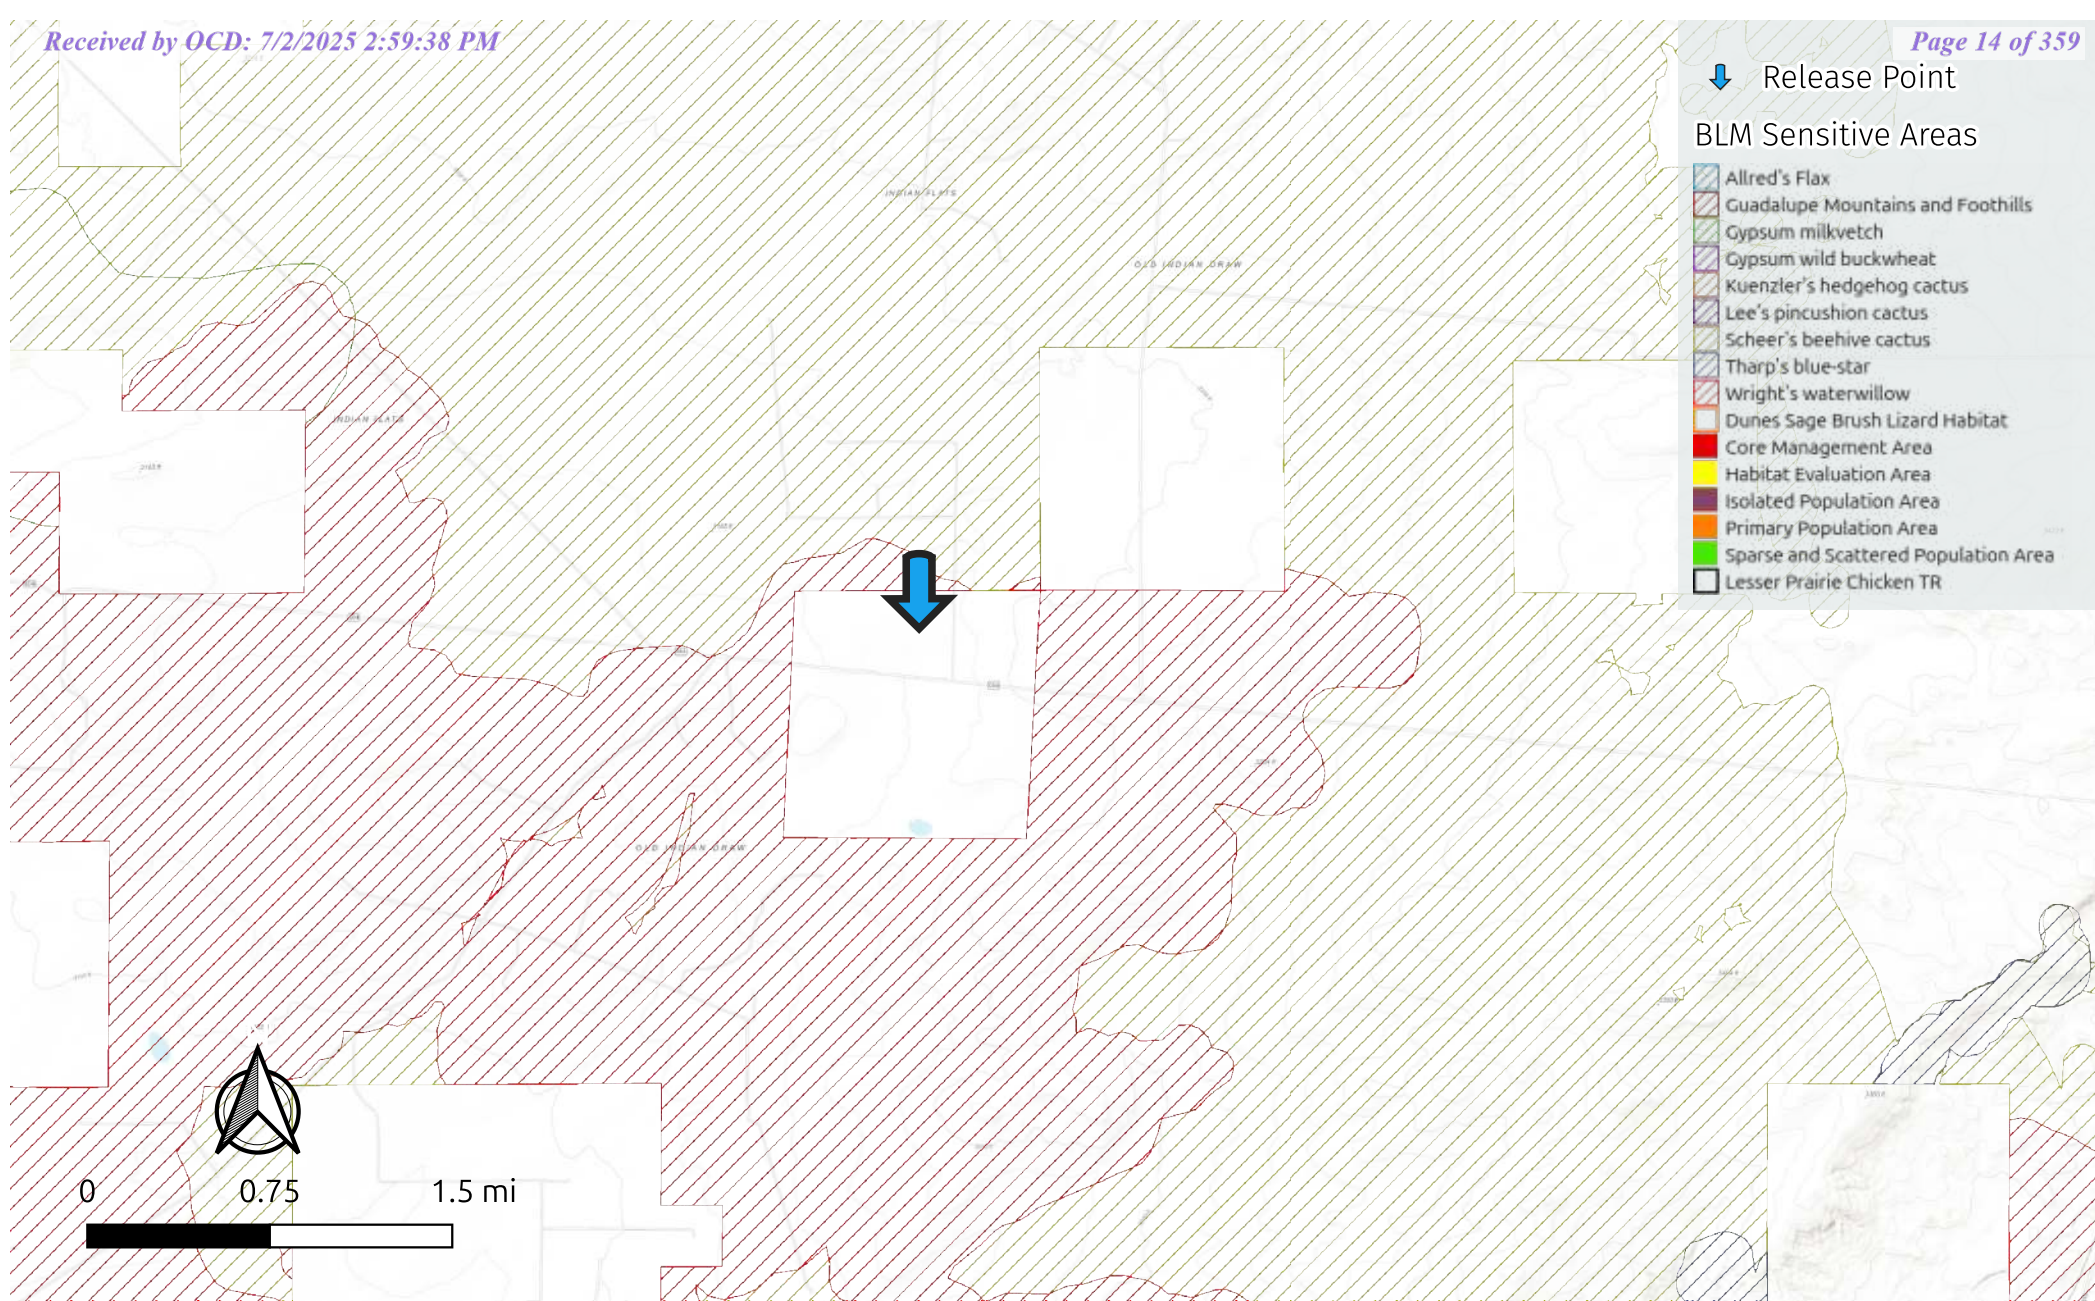 Received by OCD: 7/2/2025 2:59:38 PM
Page 14 of 359
Release Point
BLM Sensitive Areas
Allred's Flax
Guadalupe Mountains and Foothills
Gypsum milkvetch
Gypsum wild buckwheat
Kuenzler's hedgehog cactus
Lee's pincushion cactus
Scheer's beehive cactus
Tharp's blue-star
Wright's waterwillow
Dunes Sage Brush Lizard Habitat
Core Management Area
Habitat Evaluation Area
Isolated Population Area
Primary Population Area
Sparse and Scattered Population Area
Lesser Prairie Chicken TR
INDIAN FLATS
OLD INDIAN DRAW
INDIAN FLATS
OLD INDIAN DRAW
0 0.75 1.5 mi